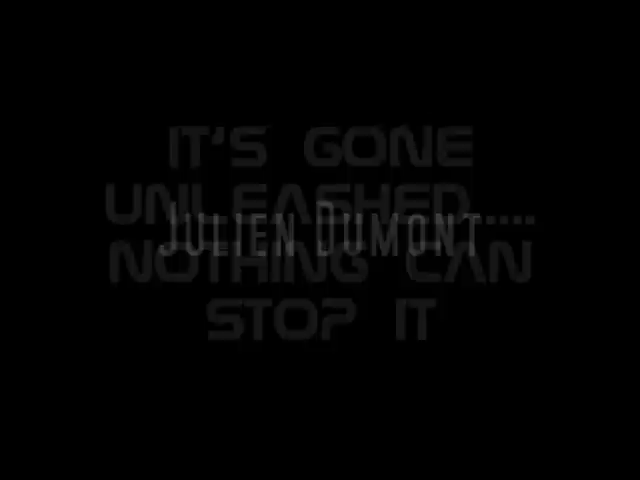 IT'S GONE
UNLEASHED....
JULIEN DUMONT
NOTHING CAN
STOP IT